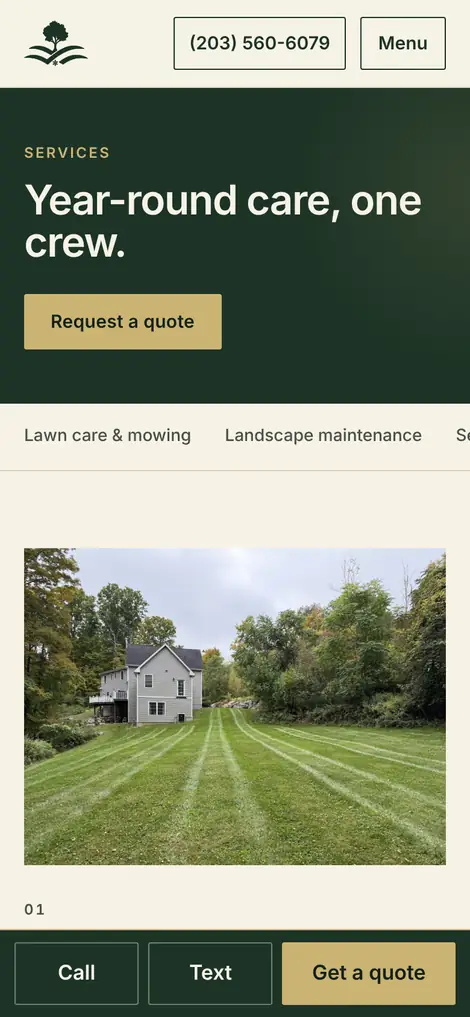 (203) 560-6079
Menu
SERVICES
Year-round care, one
crew.
Request a quote
Lawn care & mowing
Landscape maintenance
01
Call
Text
Get a quote